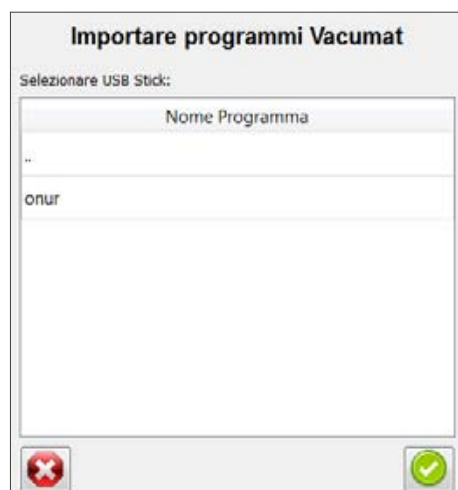 Importare programmi Vacumat
Selezionare USB Stick:
Nome Programma
..
onur